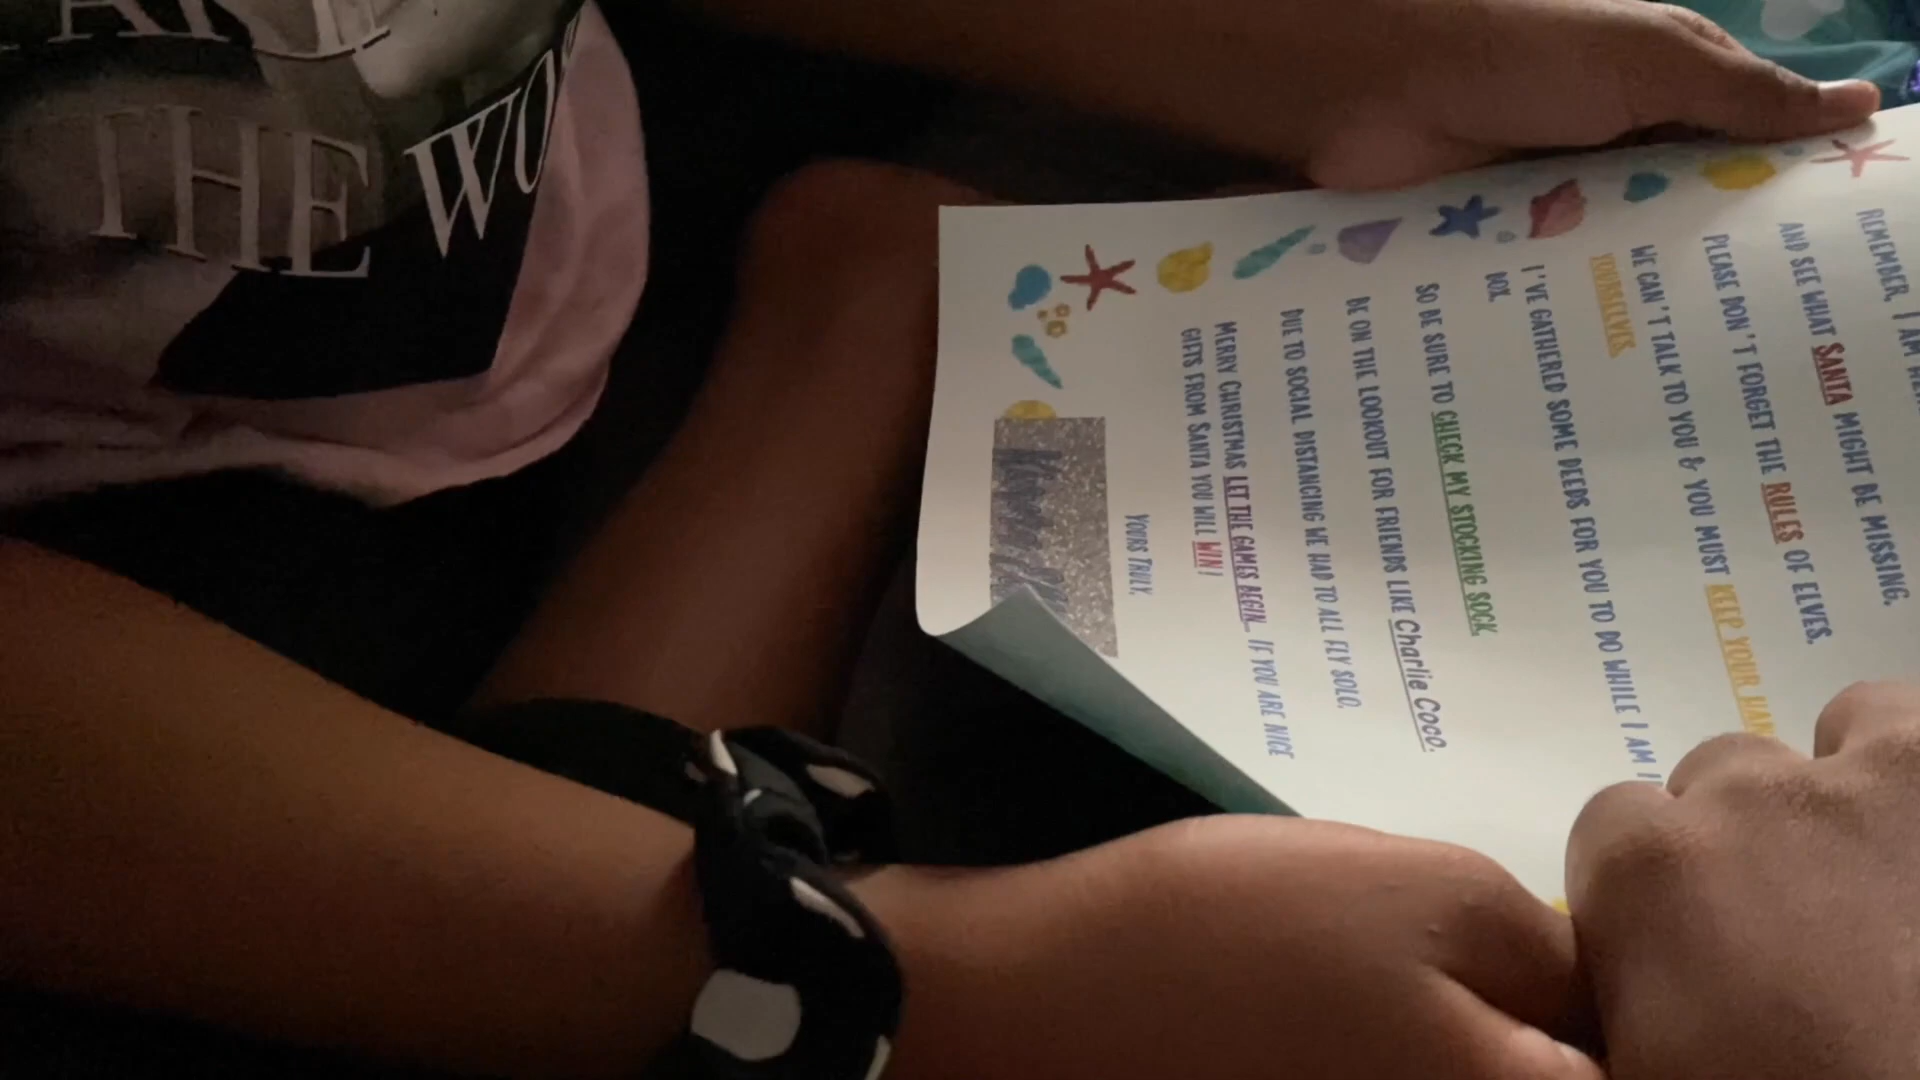 THE WO
REMEMBER, I AM
AND SEE WHAT SANTA MIGHT BE MISSING.
PLEASE DON'T FORGET THE RULES OF ELVES.
WE CAN'T TALK TO YOU & YOU MUST KEEP YOUR
YOURSELVES.
I'VE GATHERED SOME DEEDS FOR YOU TO DO WHILE I AM
BOX.
SO BE SURE TO CHECK MY STOCKING SOCK.
BE ON THE LOOKOUT FOR FRIENDS LIKE Charlie Coco.
DUE TO SOCIAL DISTANCING WE HAD TO ALL FLY SOLO.
MERRY CHRISTMAS LET THE GAMES BEGIN... IF YOU ARE NICE
GIFTS FROM SANTA YOU WILL WIN!
YOURS TRULY,